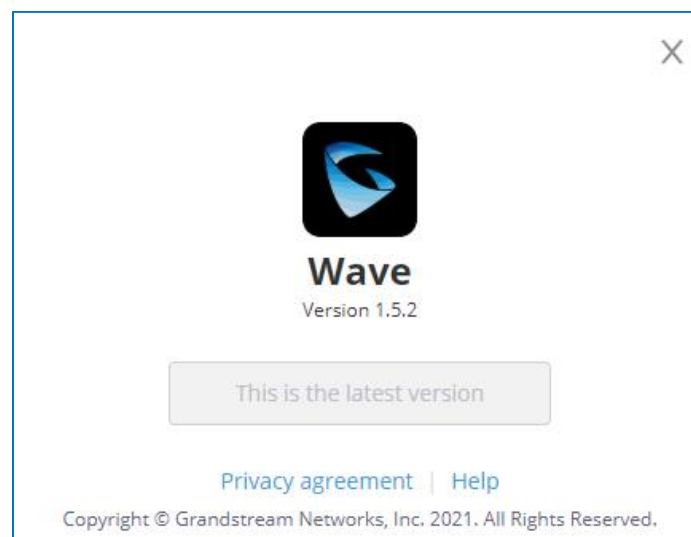 X
Wave
Version 1.5.2
This is the latest version
Privacy agreement | Help
Copyright © Grandstream Networks, Inc. 2021. All Rights Reserved.